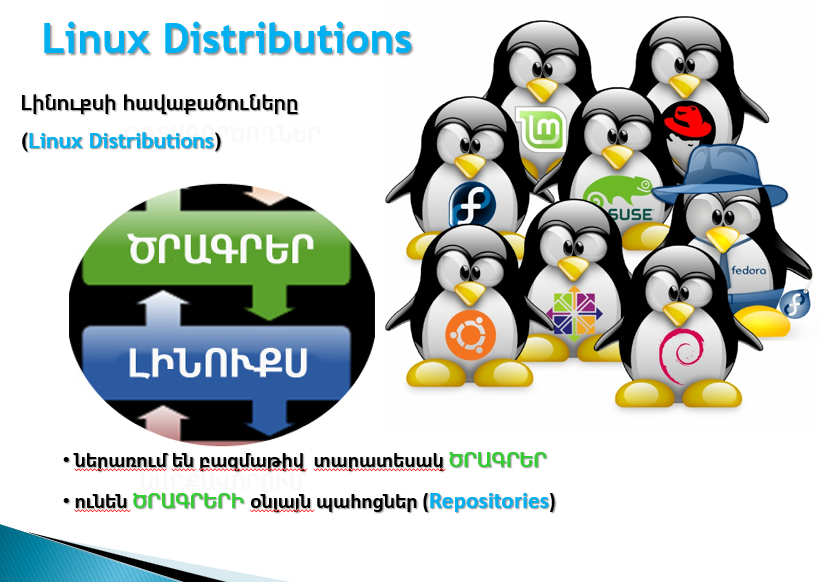 Linux Distributions
Լինուքսի հավաքածուները
(Linux Distributions)
ԾՐԱԳՐԵՐ
ԼԻՆՈՒՔՍ
SUSE
fedora
• ներառում են բազմաթիվ տարատեսակ ԾՐԱԳՐԵՐ
• ունեն ԾՐԱԳՐԵՐԻ օնլայն պահոցներ (Repositories)